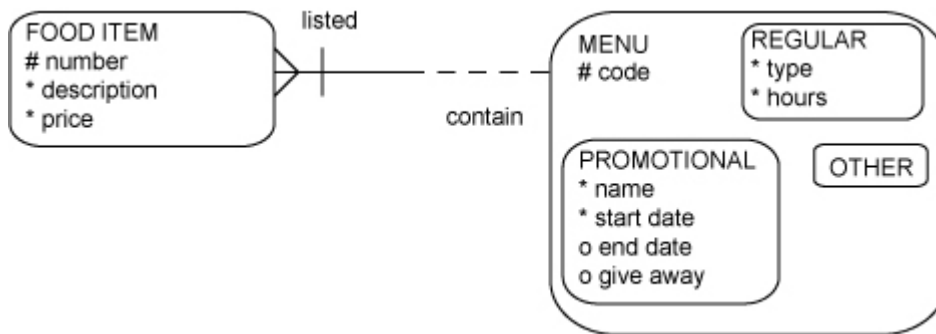 FOOD ITEM
# number
* description
* price
listed
contain
MENU
# code
REGULAR
* type
* hours
PROMOTIONAL
* name
* start date
o end date
o give away
OTHER